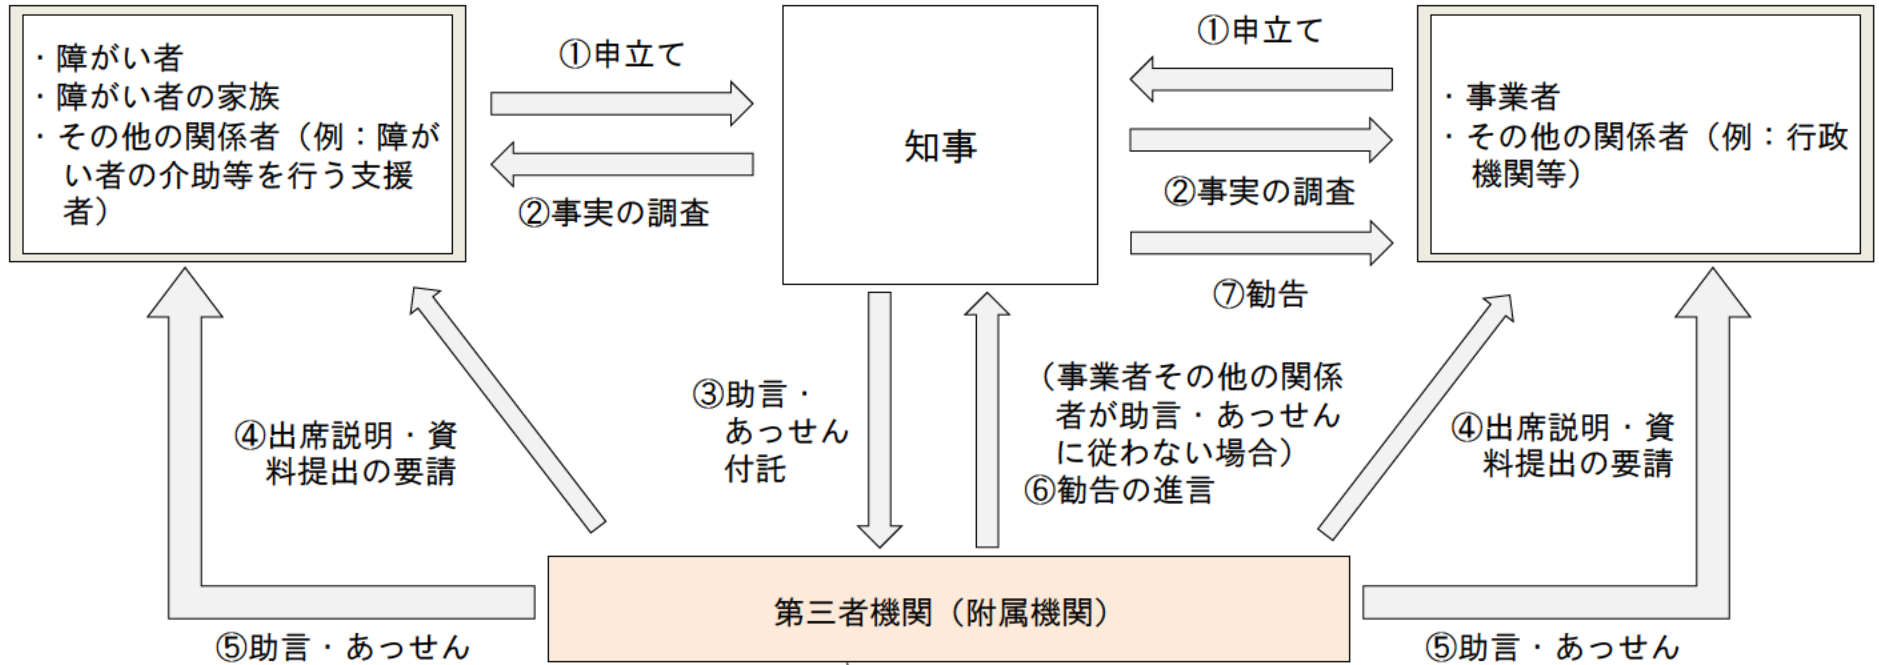 ・障がい者
・障がい者の家族
・その他の関係者（例：障が
い者の介助等を行う支援
者）
①申立て
②事実の調査
知事
①申立て
②事実の調査
⑦勧告
・事業者
・その他の関係者（例：行政
機関等）
④出席説明・資
料提出の要請
③助言・
あっせん
付託
（事業者その他の関係
者が助言・あっせん
に従わない場合）
⑥勧告の進言
④出席説明・資
料提出の要請
第三者機関（附属機関）
⑤助言・あっせん
⑤助言・あっせん